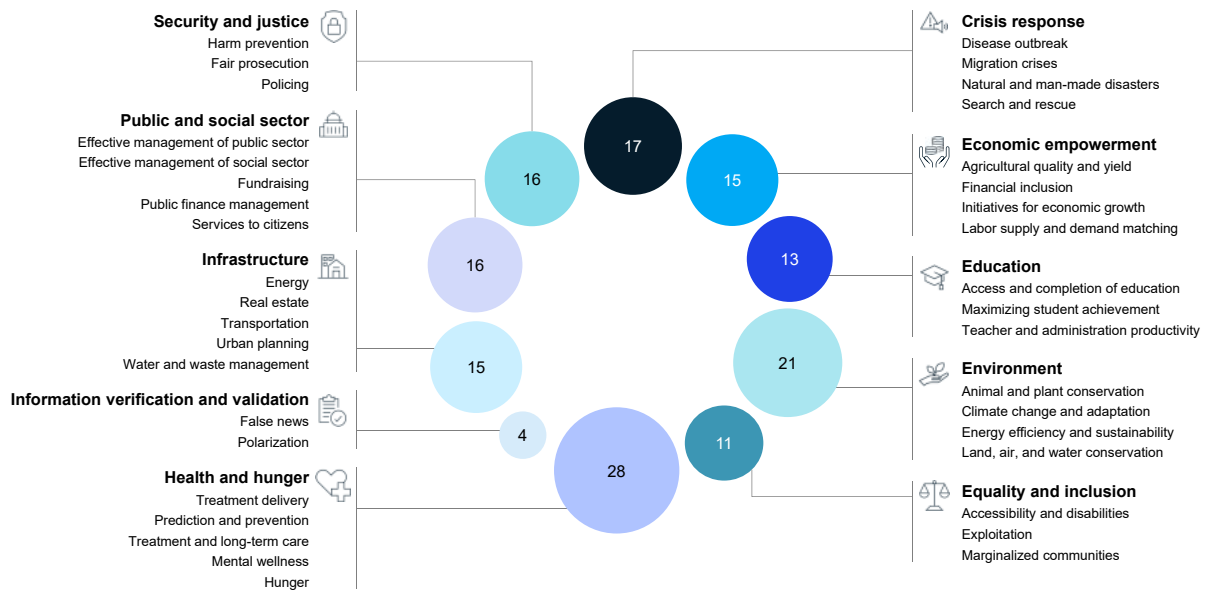 Security and justice
Harm prevention
Fair prosecution
Policing
Public and social sector
Effective management of public sector
Effective management of social sector
Fundraising
Public finance management
Services to citizens
Infrastructure
Energy
Real estate
Transportation
Urban planning
Water and waste management
Information verification and validation
False news
Polarization
Health and hunger
Treatment delivery
Prediction and prevention
Treatment and long-term care
Mental wellness
Hunger
17
16
15
16
13
15
21
4
11
28
Crisis response
Disease outbreak
Migration crises
Natural and man-made disasters
Search and rescue
Economic empowerment
Agricultural quality and yield
Financial inclusion
Initiatives for economic growth
Labor supply and demand matching
Education
Access and completion of education
Maximizing student achievement
Teacher and administration productivity
Environment
Animal and plant conservation
Climate change and adaptation
Energy efficiency and sustainability
Land, air, and water conservation
Equality and inclusion
Accessibility and disabilities
Exploitation
Marginalized communities